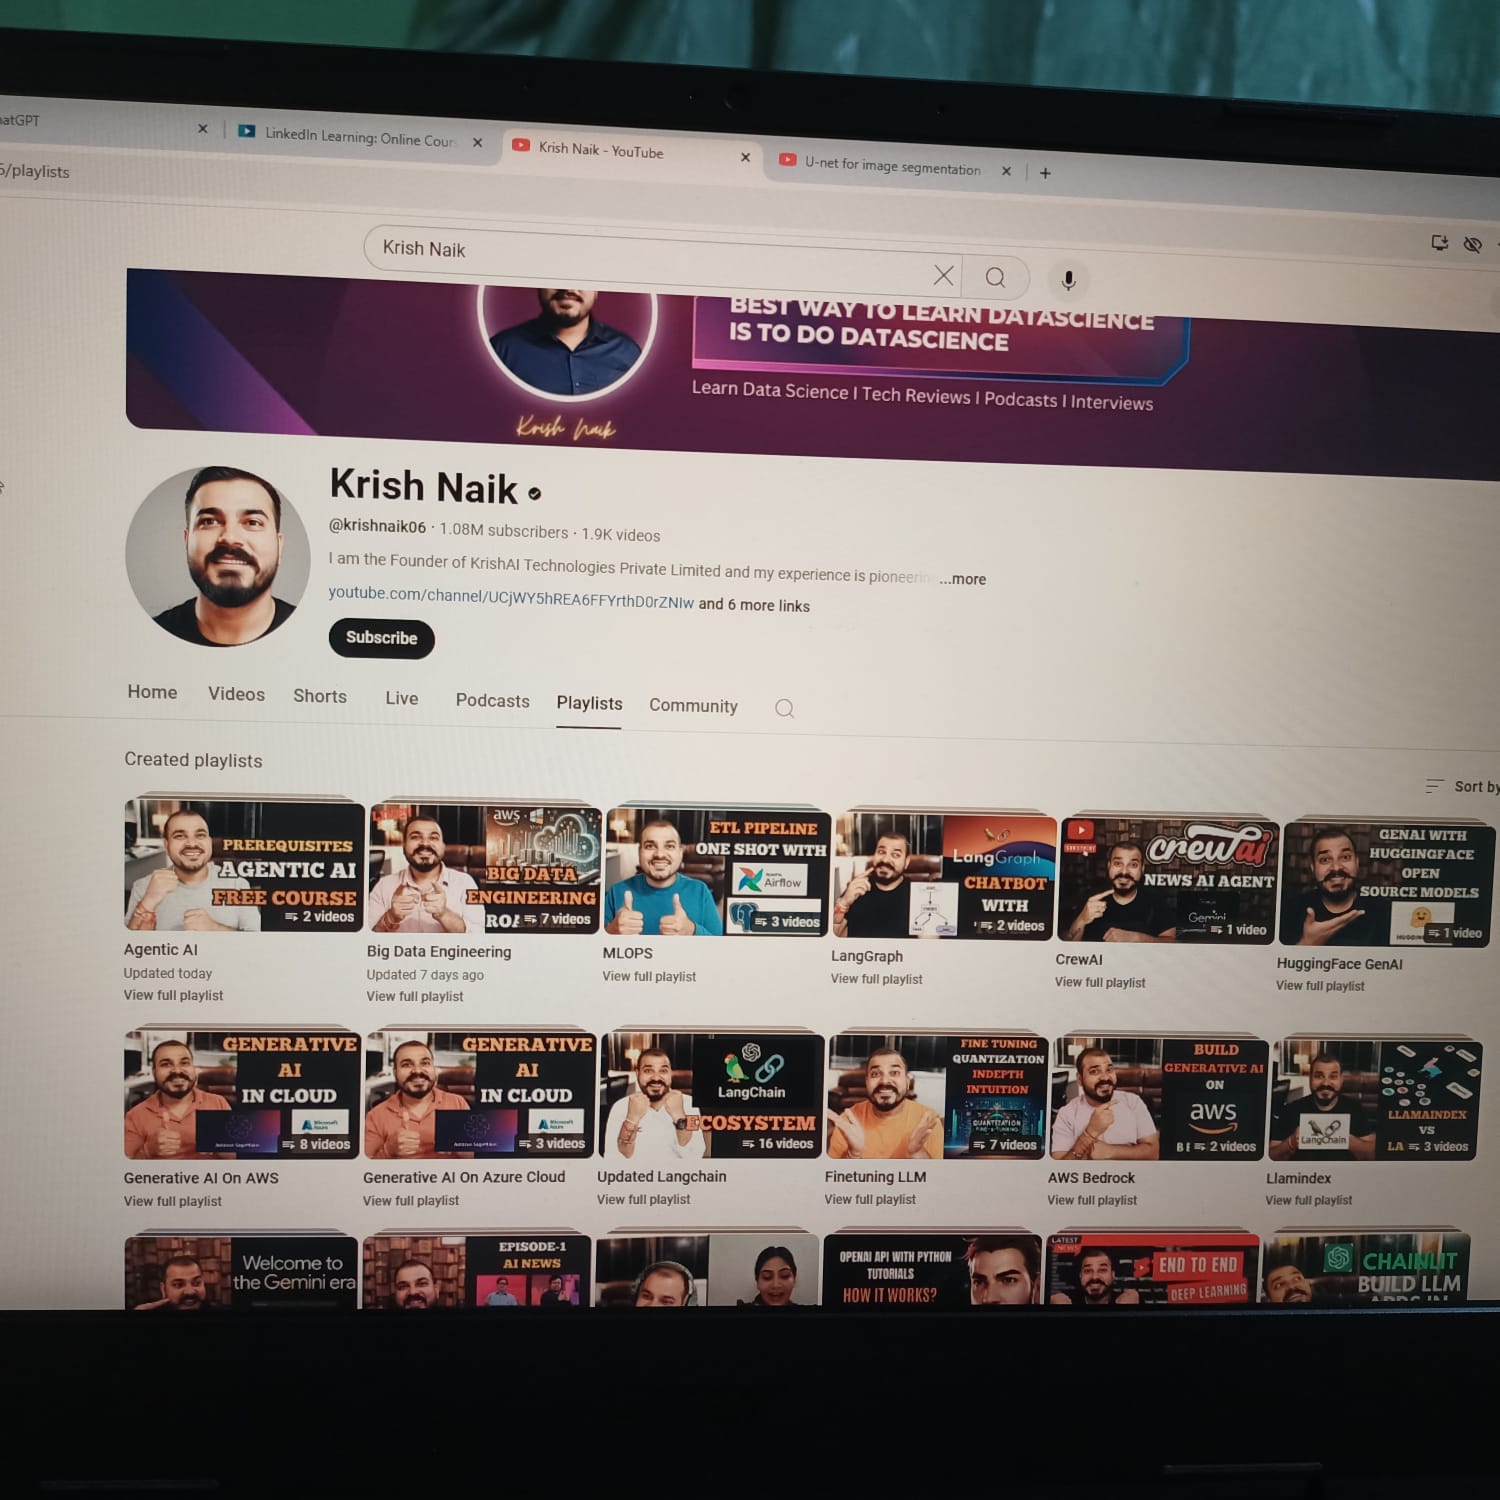 atGPT
LinkedIn Learning: Online Cour
Krish Naik - YouTube
U-net for image segmentation
/playlists
Krish Naik
BEST WAY TO LEARN DATASCIENCE
IS TO DO DATASCIENCE
Learn Data Science I Tech Reviews I Podcasts I Interviews
Krish Naik
Krish Naik
@krishnaik06 · 1.08M subscribers · 1.9K videos
I am the Founder of KrishAI Technologies Private Limited and my experience is pioneerin ...more
youtube.com/channel/UCjWY5hREA6FFYrthD0rZNIw and 6 more links
Subscribe
Home Videos Shorts Live Podcasts Playlists Community
Created playlists
Sort by
PREREQUISITES
AGENTIC AI
FREE COURSE
2 videos
Agentic AI
Updated today
View full playlist
aws
BIG DATA
ENGINEERING
7 videos
Big Data Engineering
Updated 7 days ago
View full playlist
ETL PIPELINE
ONE SHOT WITH
Airflow
3 videos
MLOPS
View full playlist
LangGraph
CHATBOT
WITH
2 videos
LangGraph
View full playlist
crewai
NEWS AI AGENT
Gemini
1 video
CrewAI
View full playlist
GENAI WITH
HUGGINGFACE
OPEN
SOURCE MODELS
1 video
HuggingFace GenAI
View full playlist
GENERATIVE
AI
IN CLOUD
Microsoft
Azure
8 videos
Generative AI On AWS
View full playlist
GENERATIVE
AI
IN CLOUD
Microsoft
Azure
3 videos
Generative AI On Azure Cloud
View full playlist
LangChain
ECOSYSTEM
16 videos
Updated Langchain
View full playlist
FINE TUNING
QUANTIZATION
INDEPTH
INTUITION
QUANTIZATION
7 videos
Finetuning LLM
View full playlist
BUILD
GENERATIVE AI
ON
aws
2 videos
AWS Bedrock
View full playlist
LangChain
LLAMAINDEX
VS
LA
3 videos
Llamindex
View full playlist
Welcome to
the Gemini era
EPISODE-1
AI NEWS
OPENAI API WITH PYTHON
TUTORIALS
HOW IT WORKS?
LATEST
END TO END
DEEP LEARNING
CHAINLIT
BUILD LLM